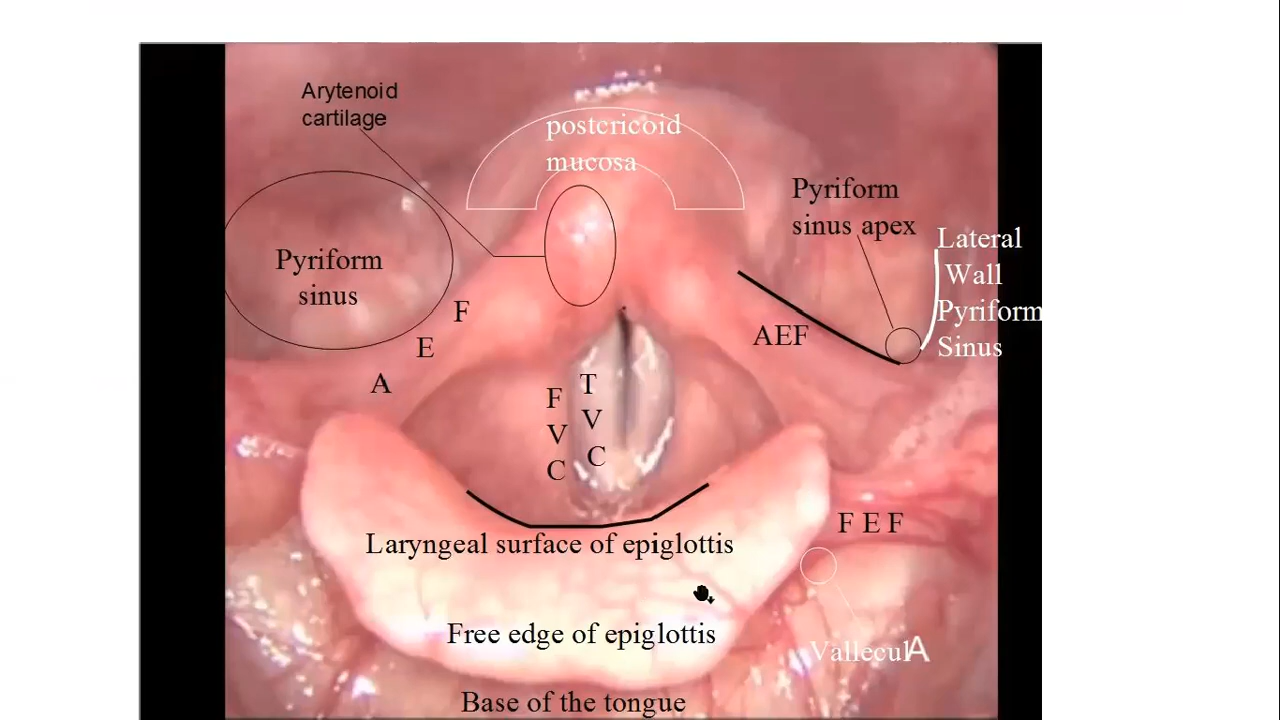 Arytenoid
cartilage
postericoid
mucosa
Pyriform
sinus apex
Lateral
Wall
Pyriform
Sinus
Pyriform
sinus
F
E
A
AEF
F
V
C
T
V
C
Laryngeal surface of epiglottis
F E F
Free edge of epiglottis
ValleculA
Base of the tongue